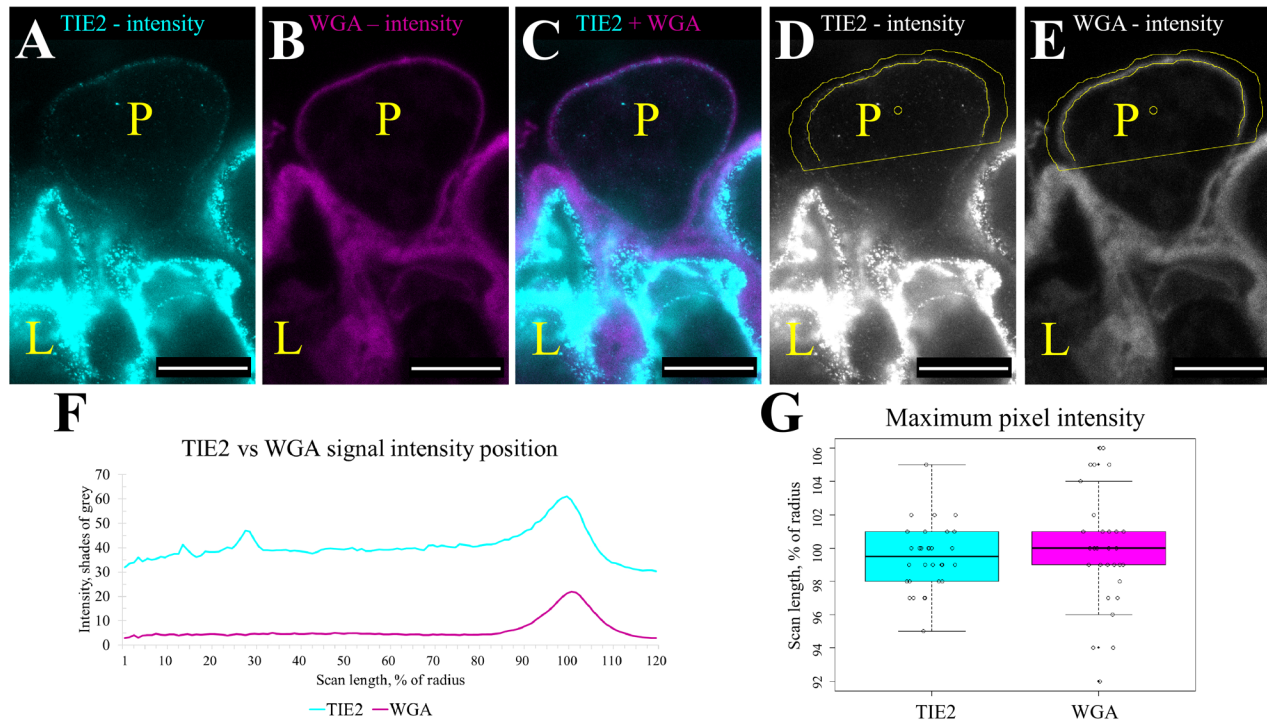 A
TIE2 - intensity
P
L
B
WGA – intensity
P
L
C
TIE2 + WGA
P
L
D
TIE2 - intensity
P
L
E
WGA - intensity
P
L
F
TIE2 vs WGA signal intensity position
Intensity, shades of grey
70
60
50
40
30
20
10
0
1
10
20
30
40
50
60
70
80
90
100
110
120
Scan length, % of radius
TIE2
WGA
G
Maximum pixel intensity
Scan length, % of radius
106
104
102
100
98
96
94
92
TIE2
WGA